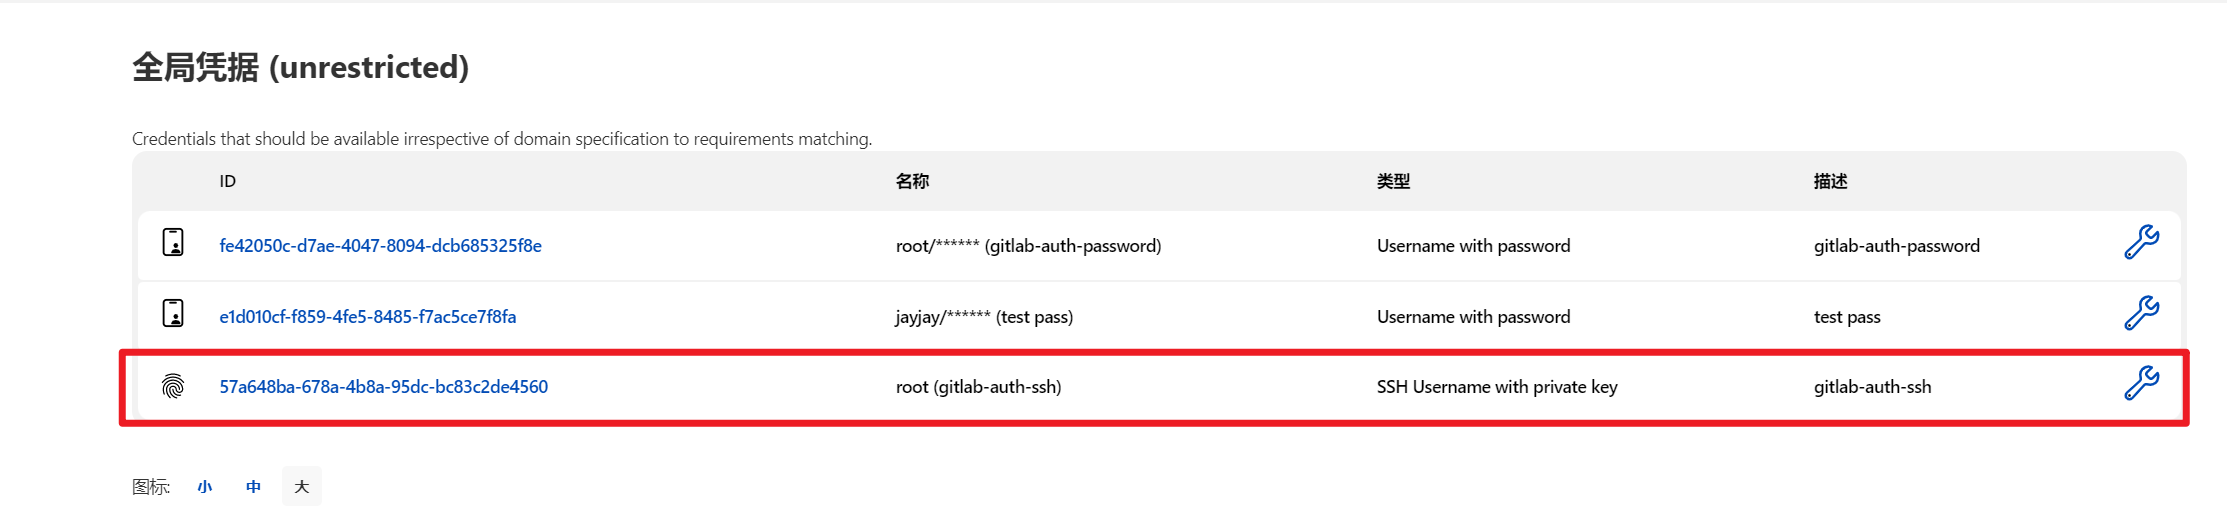 全局凭据 (unrestricted)
Credentials that should be available irrespective of domain specification to requirements matching.
ID 名称 类型 描述
fe42050c-d7ae-4047-8094-dcb685325f8e root/****** (gitlab-auth-password) Username with password gitlab-auth-password
e1d010cf-f859-4fe5-8485-f7ac5ce7f8fa jayjay/****** (test pass) Username with password test pass
57a648ba-678a-4b8a-95dc-bc83c2de4560 root (gitlab-auth-ssh) SSH Username with private key gitlab-auth-ssh
图标: 小 中 大